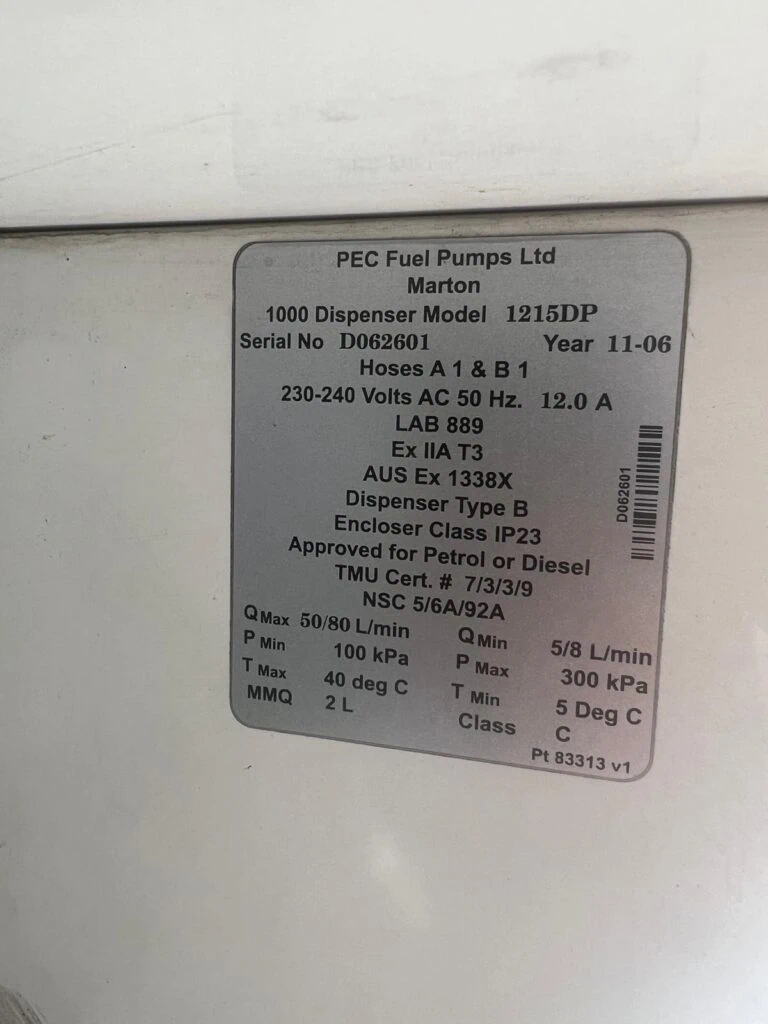 PEC Fuel Pumps Ltd
Marton
1000 Dispenser Model 1215DP
Serial No D062601 Year 11-06
Hoses A 1 & B 1
230-240 Volts AC 50 Hz. 12.0 A
LAB 889
Ex IIA T3
AUS Ex 1338X
Dispenser Type B
Encloser Class IP23
Approved for Petrol or Diesel
TMU Cert. # 7/3/3/9
NSC 5/6A/92A
Q Max 50/80 L/min Q Min 5/8 L/min
P Min 100 kPa P Max 300 kPa
T Max 40 deg C T Min 5 Deg C
MMQ 2 L Class C
Pt 83313 v1
D062601